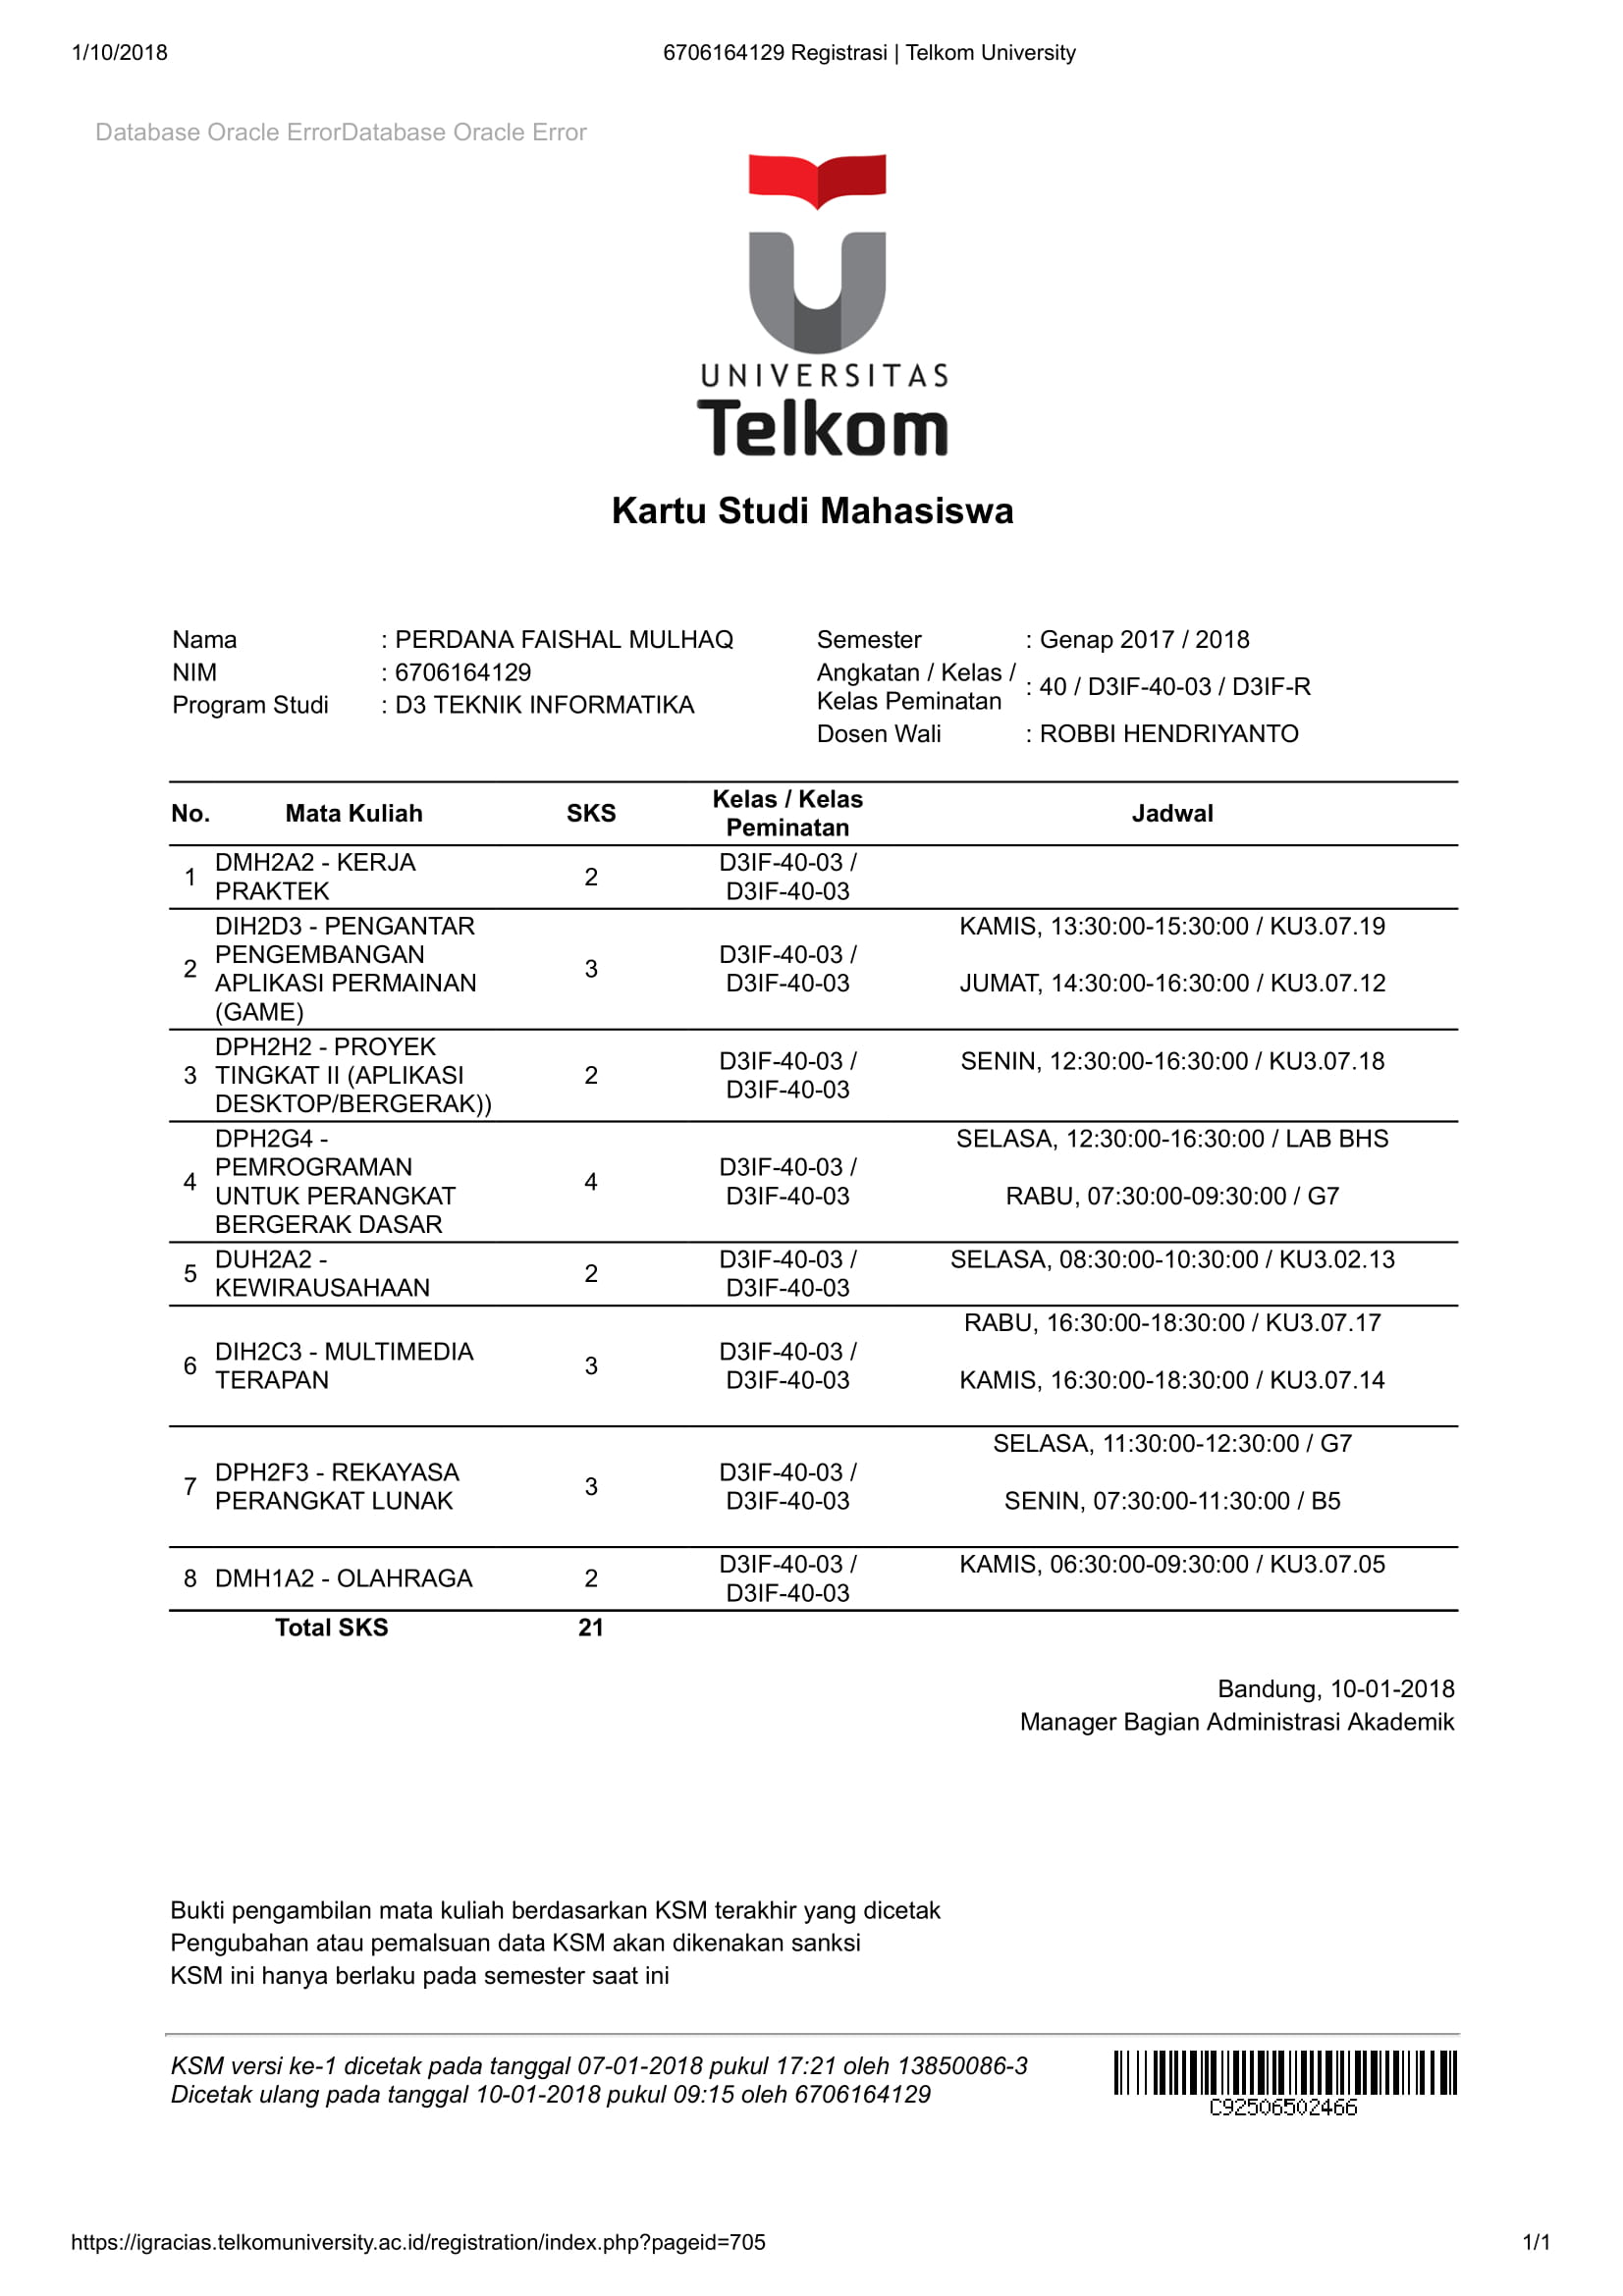 1/10/2018
6706164129 Registrasi | Telkom University
Database Oracle ErrorDatabase Oracle Error
UNIVERSITAS
Telkom
Kartu Studi Mahasiswa
Nama : PERDANA FAISHAL MULHAQ
NIM : 6706164129
Program Studi : D3 TEKNIK INFORMATIKA
Semester : Genap 2017 / 2018
Angkatan / Kelas /
Kelas Peminatan : 40 / D3IF-40-03 / D3IF-R
Dosen Wali : ROBBI HENDRIYANTO
No. Mata Kuliah SKS Kelas / Kelas
Peminatan Jadwal
1 DMH2A2 - KERJA
PRAKTEK 2 D3IF-40-03 /
D3IF-40-03
2 DIH2D3 - PENGANTAR
PENGEMBANGAN
APLIKASI PERMAINAN
(GAME) 3 D3IF-40-03 /
D3IF-40-03
KAMIS, 13:30:00-15:30:00 / KU3.07.19
JUMAT, 14:30:00-16:30:00 / KU3.07.12
3 DPH2H2 - PROYEK
TINGKAT II (APLIKASI
DESKTOP/BERGERAK)) 2 D3IF-40-03 /
D3IF-40-03
SENIN, 12:30:00-16:30:00 / KU3.07.18
4 DPH2G4 -
PEMROGRAMAN
UNTUK PERANGKAT
BERGERAK DASAR 4 D3IF-40-03 /
D3IF-40-03
SELASA, 12:30:00-16:30:00 / LAB BHS
RABU, 07:30:00-09:30:00 / G7
5 DUH2A2 -
KEWIRAUSAHAAN 2 D3IF-40-03 /
D3IF-40-03
SELASA, 08:30:00-10:30:00 / KU3.02.13
6 DIH2C3 - MULTIMEDIA
TERAPAN 3 D3IF-40-03 /
D3IF-40-03
RABU, 16:30:00-18:30:00 / KU3.07.17
KAMIS, 16:30:00-18:30:00 / KU3.07.14
7 DPH2F3 - REKAYASA
PERANGKAT LUNAK 3 D3IF-40-03 /
D3IF-40-03
SELASA, 11:30:00-12:30:00 / G7
SENIN, 07:30:00-11:30:00 / B5
8 DMH1A2 - OLAHRAGA 2 D3IF-40-03 /
D3IF-40-03
KAMIS, 06:30:00-09:30:00 / KU3.07.05
Total SKS 21
Bandung, 10-01-2018
Manager Bagian Administrasi Akademik
Bukti pengambilan mata kuliah berdasarkan KSM terakhir yang dicetak
Pengubahan atau pemalsuan data KSM akan dikenakan sanksi
KSM ini hanya berlaku pada semester saat ini
KSM versi ke-1 dicetak pada tanggal 07-01-2018 pukul 17:21 oleh 13850086-3
Dicetak ulang pada tanggal 10-01-2018 pukul 09:15 oleh 6706164129
C92506502466
https://igracias.telkomuniversity.ac.id/registration/index.php?pageid=705
1/1